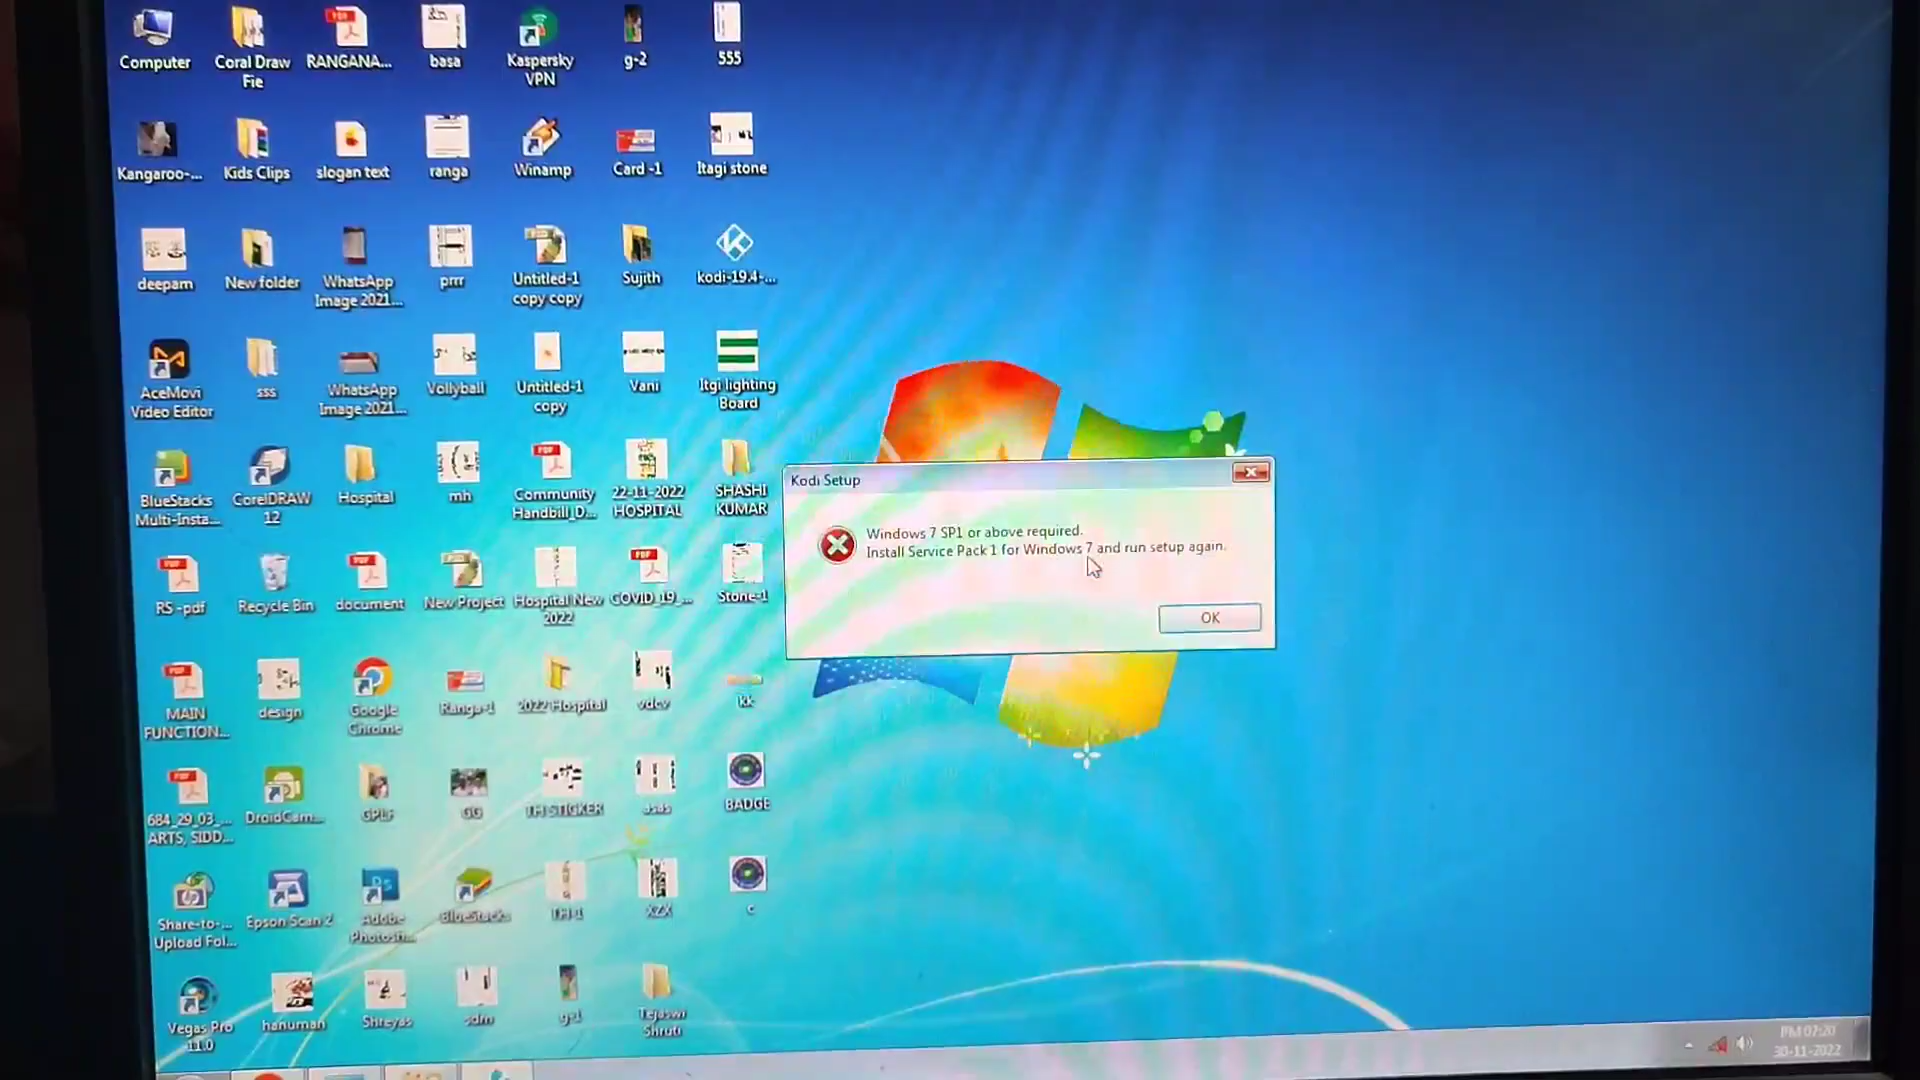 Computer
Coral Draw
Fie
RANGANA...
basa
Kaspersky
VPN
g-2
555
Kangaroo-...
Kids Clips
slogan text
ranga
Winamp
Card -1
Itagi stone
deepam
New folder
WhatsApp
Image 2021...
prrr
Untitled-1
copy copy
Sujith
kodi-19.4-...
AceMovi
Video Editor
sss
WhatsApp
Image 2021...
Vollyball
Untitled-1
copy
Vani
Itgi lighting
Board
BlueStacks
Multi-Insta...
CorelDRAW
12
Hospital
mh
Community
Handbill_D...
22-11-2022
HOSPITAL
SHASHI
KUMAR
Kodi Setup
Windows 7 SP1 or above required.
Install Service Pack 1 for Windows 7 and run setup again.
OK
RS -pdf
Recycle Bin
document
New Project
Hospital New
2022
COVID_19_...
Stone-1
MAIN
FUNCTION...
design
Google
Chrome
Ranga-1
2022 Hospital
vdcv
kk
684_29_03_...
ARTS, SIDD...
DroidCam...
GPLF
GG
TH STICKER
asas
BADGE
Share-to-...
Upload Fol...
Epson Scan 2
Adobe
Photosh...
BlueStacks
TH-1
XZX
c
Vegas Pro
11.0
hanuman
Shreyas
sdm
g-1
Tejaswi
Shruti
PM 07:20
30-11-2022